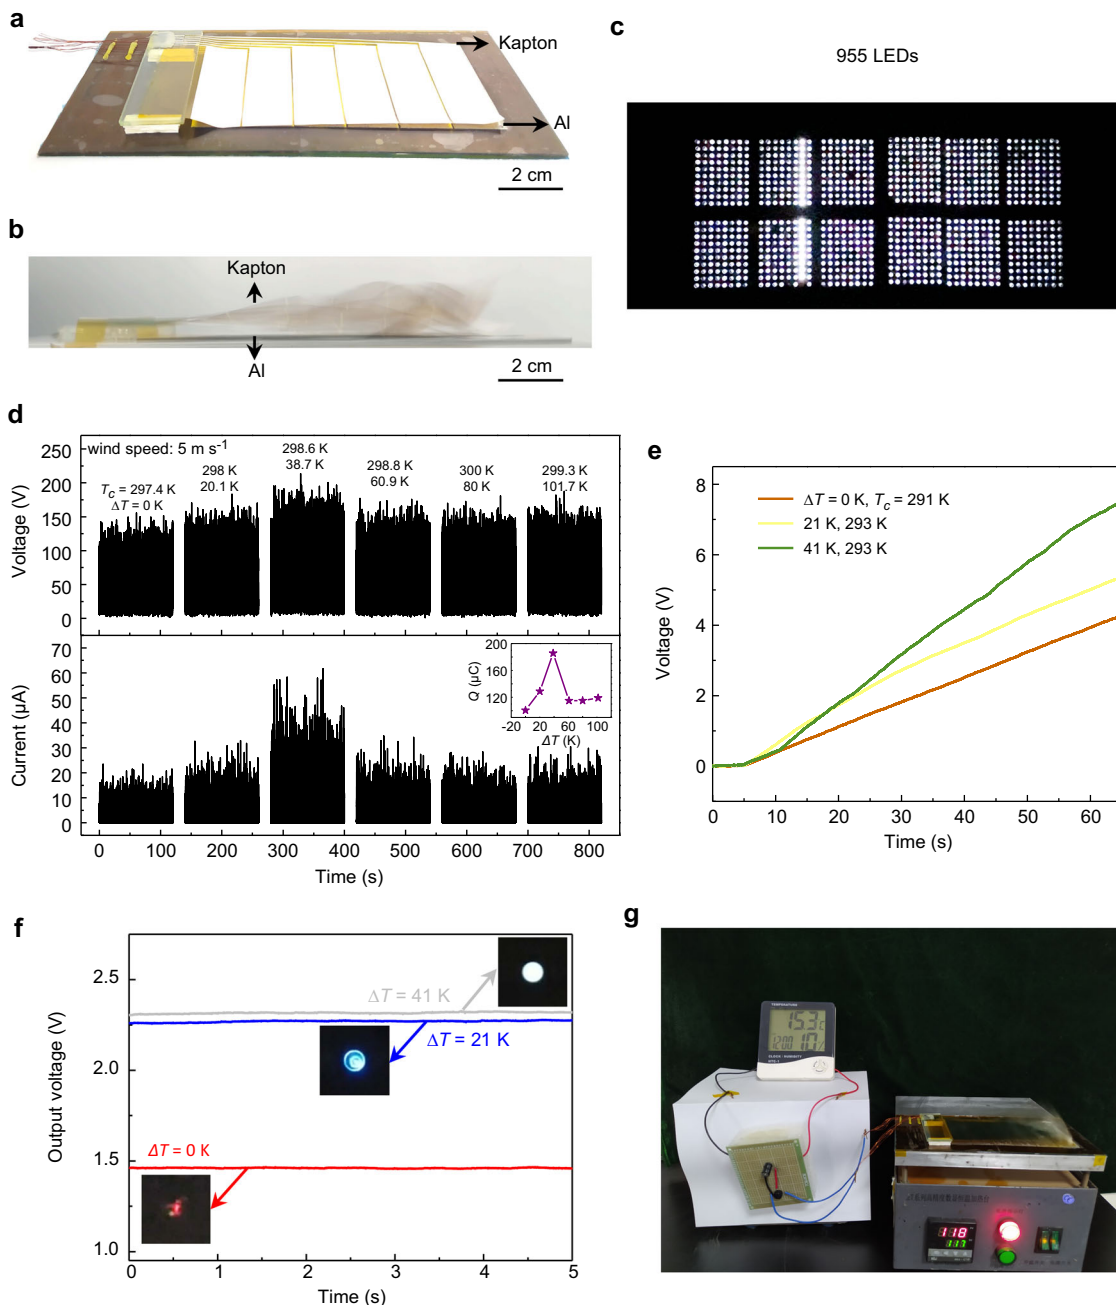 a
Kapton
Al
2 cm
b
Kapton
Al
2 cm
c
955 LEDs
d
250
200
150
100
50
0
Voltage (V)
wind speed: 5 m s⁻¹
T_c = 297.4 K
ΔT = 0 K
298 K
20.1 K
298.6 K
38.7 K
298.8 K
60.9 K
300 K
80 K
299.3 K
101.7 K
70
60
50
40
30
20
10
0
Current (µA)
200
160
120
Q (µC)
-20 20 60 100
ΔT (K)
0 100 200 300 400 500 600 700 800
Time (s)
e
8
6
4
2
0
Voltage (V)
ΔT = 0 K, T_c = 291 K
21 K, 293 K
41 K, 293 K
0 10 20 30 40 50 60
Time (s)
f
2.5
2.0
1.5
1.0
Output voltage (V)
ΔT = 41 K
ΔT = 21 K
ΔT = 0 K
0 1 2 3 4 5
Time (s)
g
TEMPERATURE
15.3
CLOCK / HUMIDITY
118
117